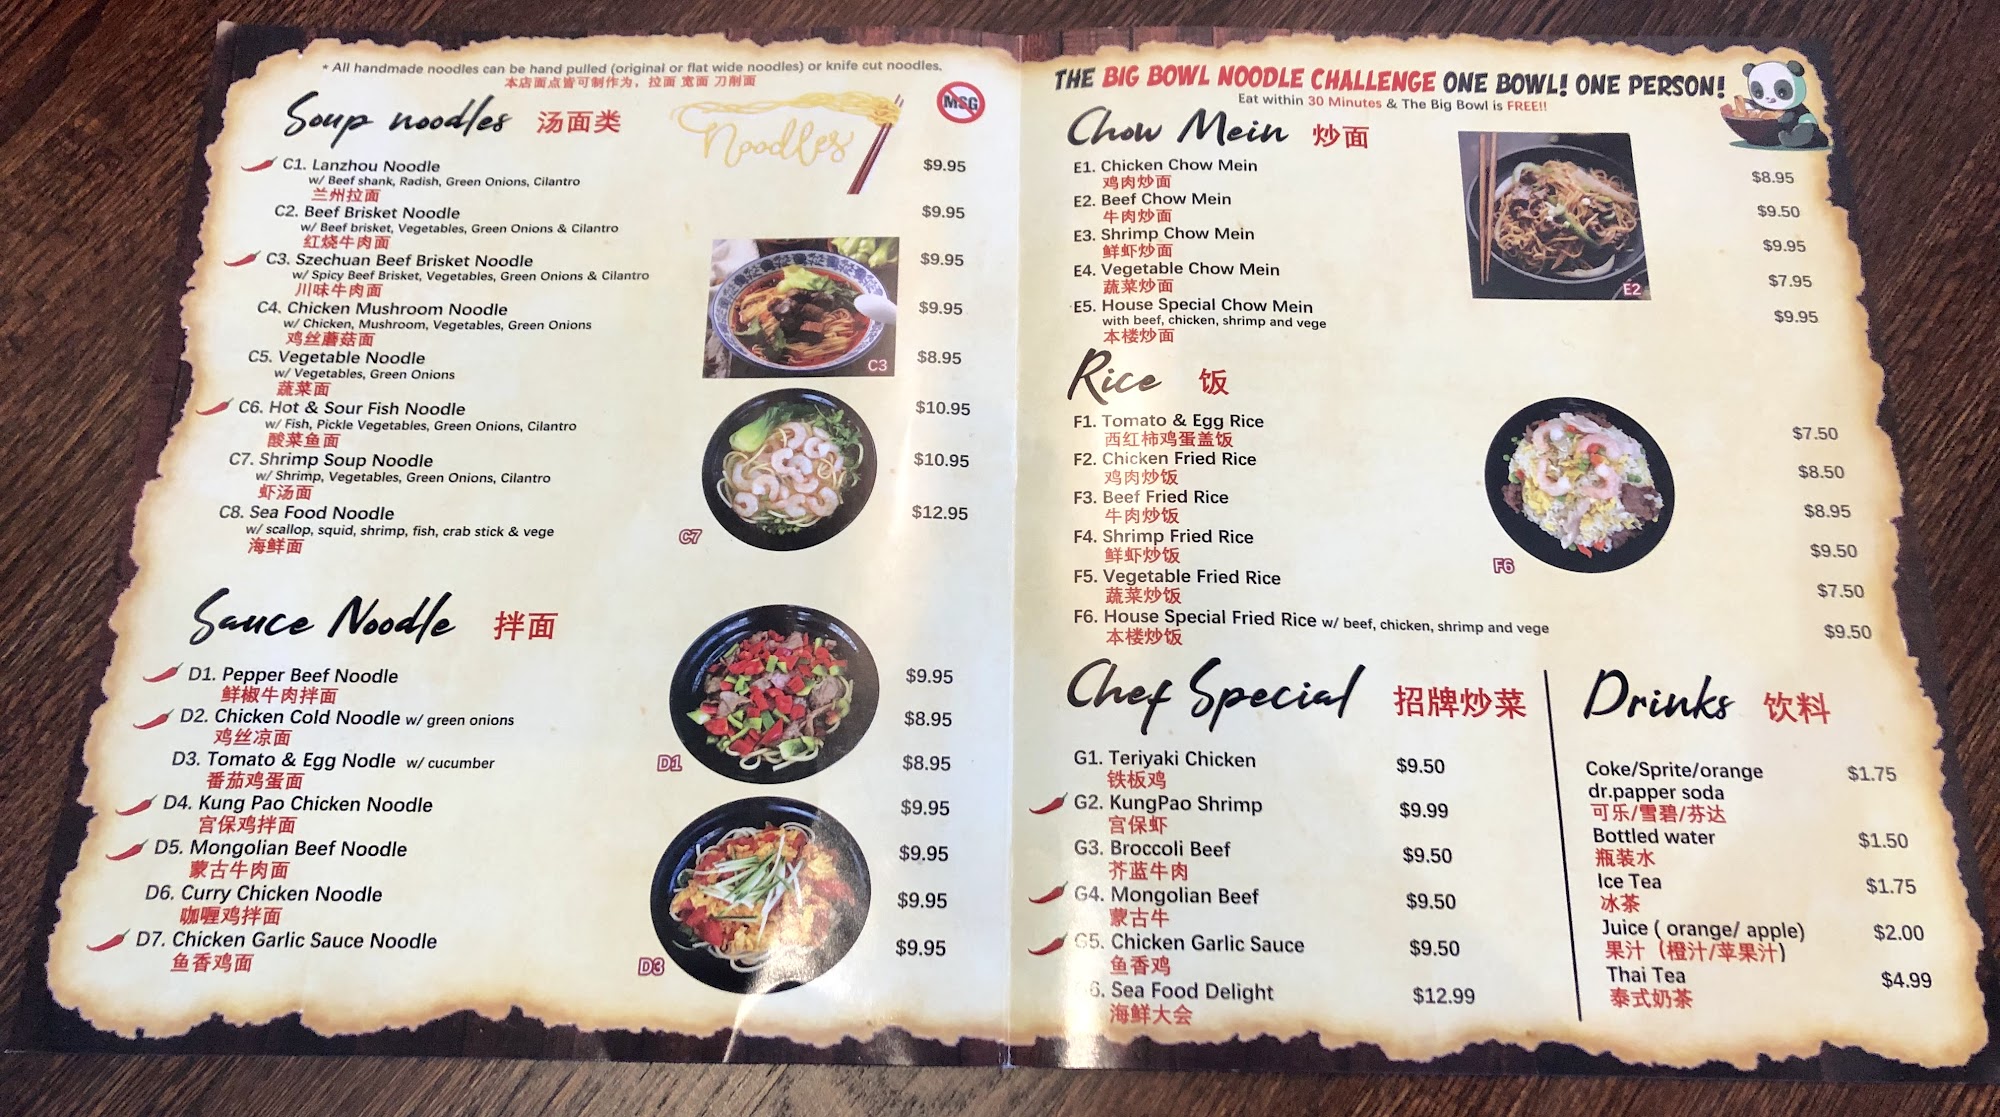 * All handmade noodles can be hand pulled (original or flat wide noodles) or knife cut noodles.
本店面点皆可制作为，拉面 宽面 刀削面
Soup noodles 汤面类
Noodles
MSG
C1. Lanzhou Noodle $9.95
w/ Beef shank, Radish, Green Onions, Cilantro
兰州拉面
C2. Beef Brisket Noodle $9.95
w/ Beef brisket, Vegetables, Green Onions & Cilantro
红烧牛肉面
C3. Szechuan Beef Brisket Noodle $9.95
w/ Spicy Beef Brisket, Vegetables, Green Onions & Cilantro
川味牛肉面
C4. Chicken Mushroom Noodle $9.95
w/ Chicken, Mushroom, Vegetables, Green Onions
鸡丝蘑菇面
C5. Vegetable Noodle $8.95
w/ Vegetables, Green Onions
蔬菜面
C3
C6. Hot & Sour Fish Noodle $10.95
w/ Fish, Pickle Vegetables, Green Onions, Cilantro
酸菜鱼面
C7. Shrimp Soup Noodle $10.95
w/ Shrimp, Vegetables, Green Onions, Cilantro
虾汤面
C8. Sea Food Noodle $12.95
w/ scallop, squid, shrimp, fish, crab stick & vege
海鲜面
C7
Sauce Noodle 拌面
D1. Pepper Beef Noodle $9.95
鲜椒牛肉拌面
D2. Chicken Cold Noodle w/ green onions $8.95
鸡丝凉面
D3. Tomato & Egg Nodle w/ cucumber $8.95
番茄鸡蛋面
D1
D4. Kung Pao Chicken Noodle $9.95
宫保鸡拌面
D5. Mongolian Beef Noodle $9.95
蒙古牛肉面
D6. Curry Chicken Noodle $9.95
咖喱鸡拌面
D7. Chicken Garlic Sauce Noodle $9.95
鱼香鸡面
D3
THE BIG BOWL NOODLE CHALLENGE ONE BOWL! ONE PERSON!
Eat within 30 Minutes & The Big Bowl is FREE!!
Chow Mein 炒面
E1. Chicken Chow Mein $8.95
鸡肉炒面
E2. Beef Chow Mein $9.50
牛肉炒面
E3. Shrimp Chow Mein $9.95
鲜虾炒面
E4. Vegetable Chow Mein $7.95
蔬菜炒面
E2
E5. House Special Chow Mein $9.95
with beef, chicken, shrimp and vege
本楼炒面
Rice 饭
F1. Tomato & Egg Rice $7.50
西红柿鸡蛋盖饭
F2. Chicken Fried Rice $8.50
鸡肉炒饭
F3. Beef Fried Rice $8.95
牛肉炒饭
F4. Shrimp Fried Rice $9.50
鲜虾炒饭
F6
F5. Vegetable Fried Rice $7.50
蔬菜炒饭
F6. House Special Fried Rice w/ beef, chicken, shrimp and vege $9.50
本楼炒饭
Chef Special 招牌炒菜
G1. Teriyaki Chicken $9.50
铁板鸡
G2. KungPao Shrimp $9.99
宫保虾
G3. Broccoli Beef $9.50
芥蓝牛肉
G4. Mongolian Beef $9.50
蒙古牛
G5. Chicken Garlic Sauce $9.50
鱼香鸡
6. Sea Food Delight $12.99
海鲜大会
Drinks 饮料
Coke/Sprite/orange $1.75
dr.papper soda
可乐/雪碧/芬达
Bottled water $1.50
瓶装水
Ice Tea $1.75
冰茶
Juice ( orange/ apple) $2.00
果汁（橙汁/苹果汁)
Thai Tea $4.99
泰式奶茶